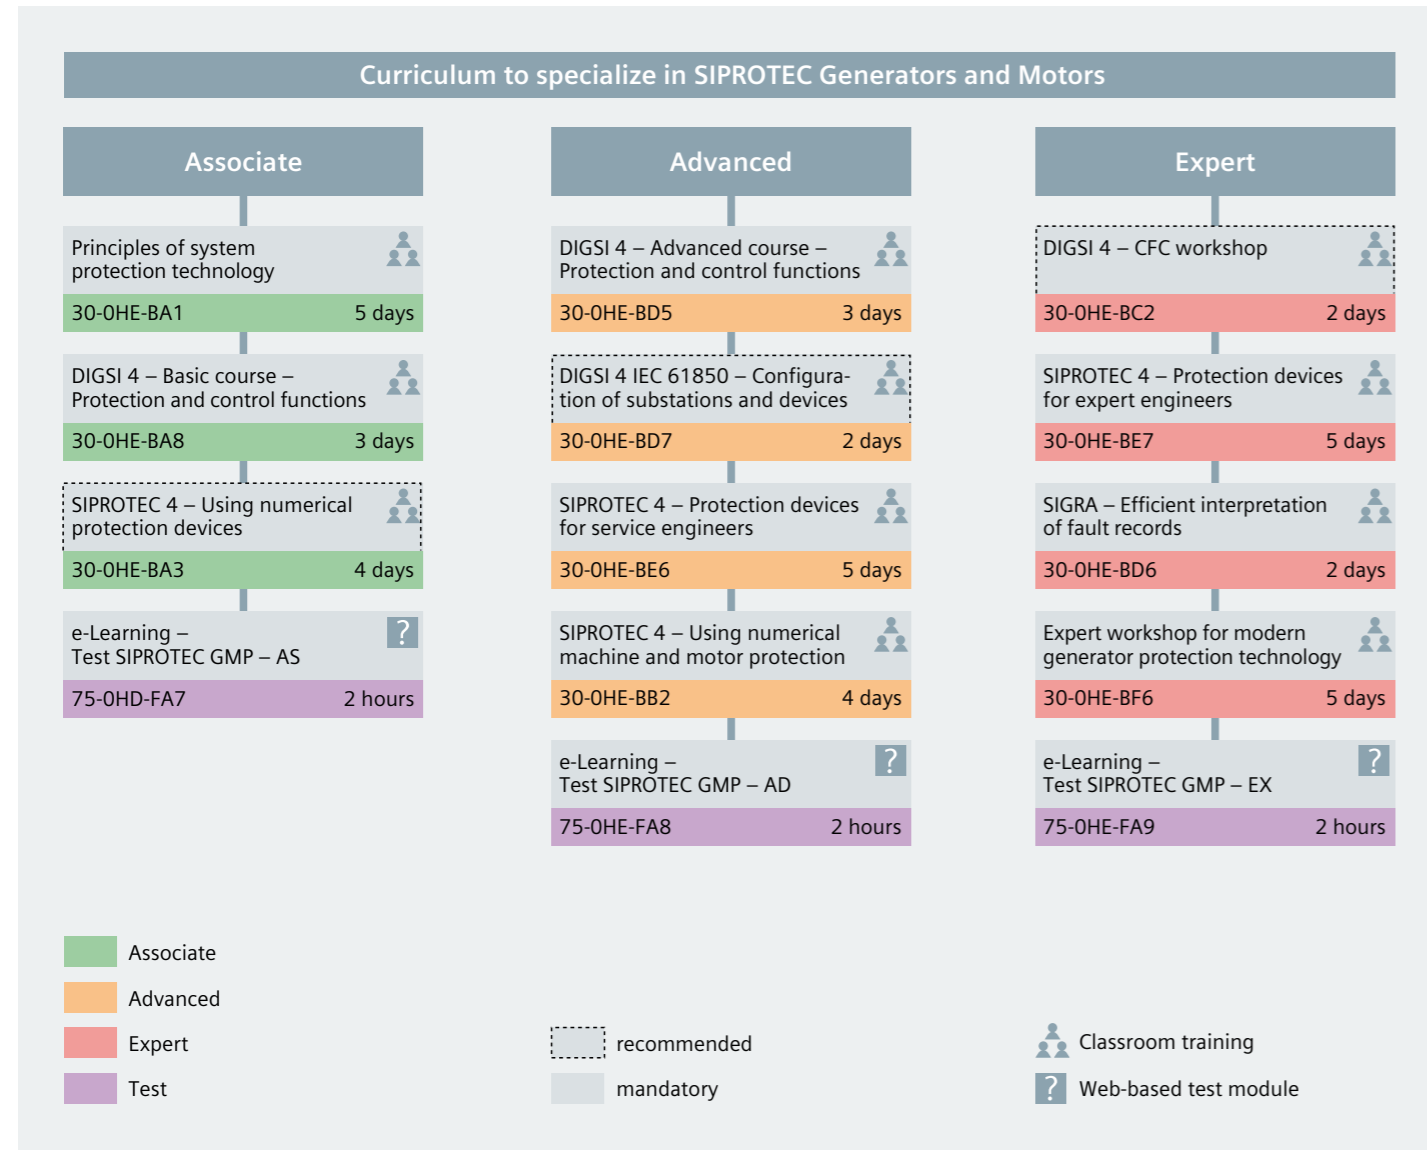 Curriculum to specialize in SIPROTEC Generators and Motors
Associate
Principles of system
protection technology
30-0HE-BA1 5 days
DIGSI 4 – Basic course –
Protection and control functions
30-0HE-BA8 3 days
SIPROTEC 4 – Using numerical
protection devices
30-0HE-BA3 4 days
e-Learning –
Test SIPROTEC GMP – AS
?
75-0HD-FA7 2 hours
Advanced
DIGSI 4 – Advanced course –
Protection and control functions
30-0HE-BD5 3 days
DIGSI 4 IEC 61850 – Configura-
tion of substations and devices
30-0HE-BD7 2 days
SIPROTEC 4 – Protection devices
for service engineers
30-0HE-BE6 5 days
SIPROTEC 4 – Using numerical
machine and motor protection
30-0HE-BB2 4 days
e-Learning –
Test SIPROTEC GMP – AD
?
75-0HE-FA8 2 hours
Expert
DIGSI 4 – CFC workshop
30-0HE-BC2 2 days
SIPROTEC 4 – Protection devices
for expert engineers
30-0HE-BE7 5 days
SIGRA – Efficient interpretation
of fault records
30-0HE-BD6 2 days
Expert workshop for modern
generator protection technology
30-0HE-BF6 5 days
e-Learning –
Test SIPROTEC GMP – EX
?
75-0HE-FA9 2 hours
Associate
Advanced
Expert
Test
recommended
mandatory
Classroom training
? Web-based test module